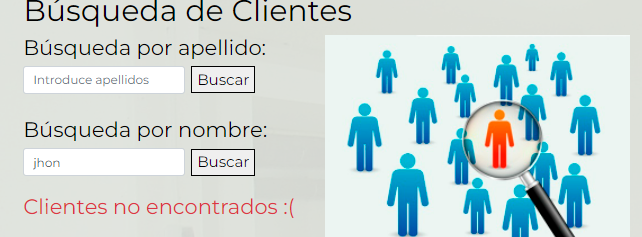 Búsqueda de Clientes
Búsqueda por apellido:
Introduce apellidos Buscar
Búsqueda por nombre:
jhon Buscar
Clientes no encontrados :(